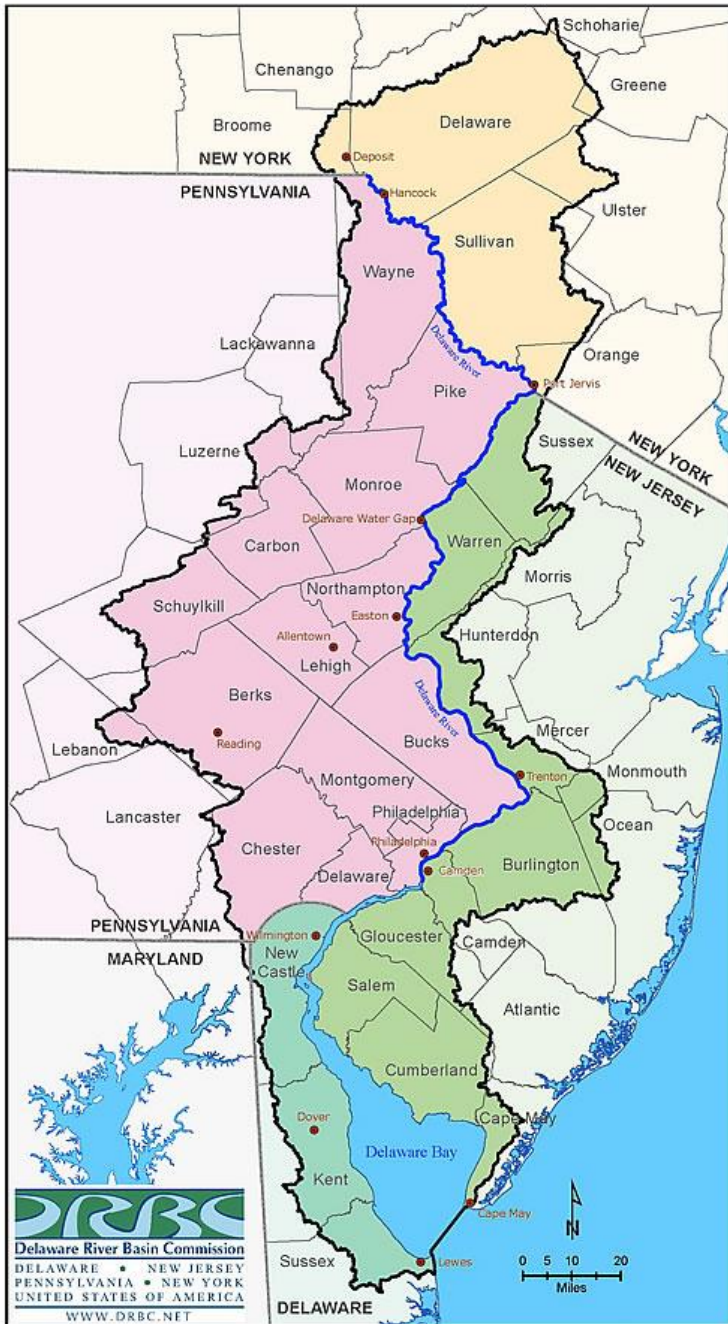 Schoharie
Chenango
Greene
Delaware
Broome
Deposit
NEW YORK
PENNSYLVANIA
Hancock
Ulster
Sullivan
Wayne
Delaware River
Lackawanna
Orange
Port Jervis
Pike
Sussex
NEW YORK
NEW JERSEY
Luzerne
Monroe
Delaware Water Gap
Warren
Carbon
Morris
Northampton
Schuylkill
Easton
Hunterdon
Allentown
Lehigh
Berks
Delaware River
Reading
Mercer
Lebanon
Bucks
Trenton
Monmouth
Montgomery
Lancaster
Philadelphia
Ocean
Philadelphia
Chester
Burlington
Delaware
Camden
PENNSYLVANIA
Wilmington
Gloucester
Camden
MARYLAND
New
Castle
Salem
Atlantic
Cumberland
Cape May
Dover
Delaware Bay
Kent
DRBC
Cape May
N
Delaware River Basin Commission
Lewes
DELAWARE • NEW JERSEY
PENNSYLVANIA • NEW YORK
UNITED STATES OF AMERICA
Sussex
0 5 10 20
Miles
WWW.DRBC.NET
DELAWARE